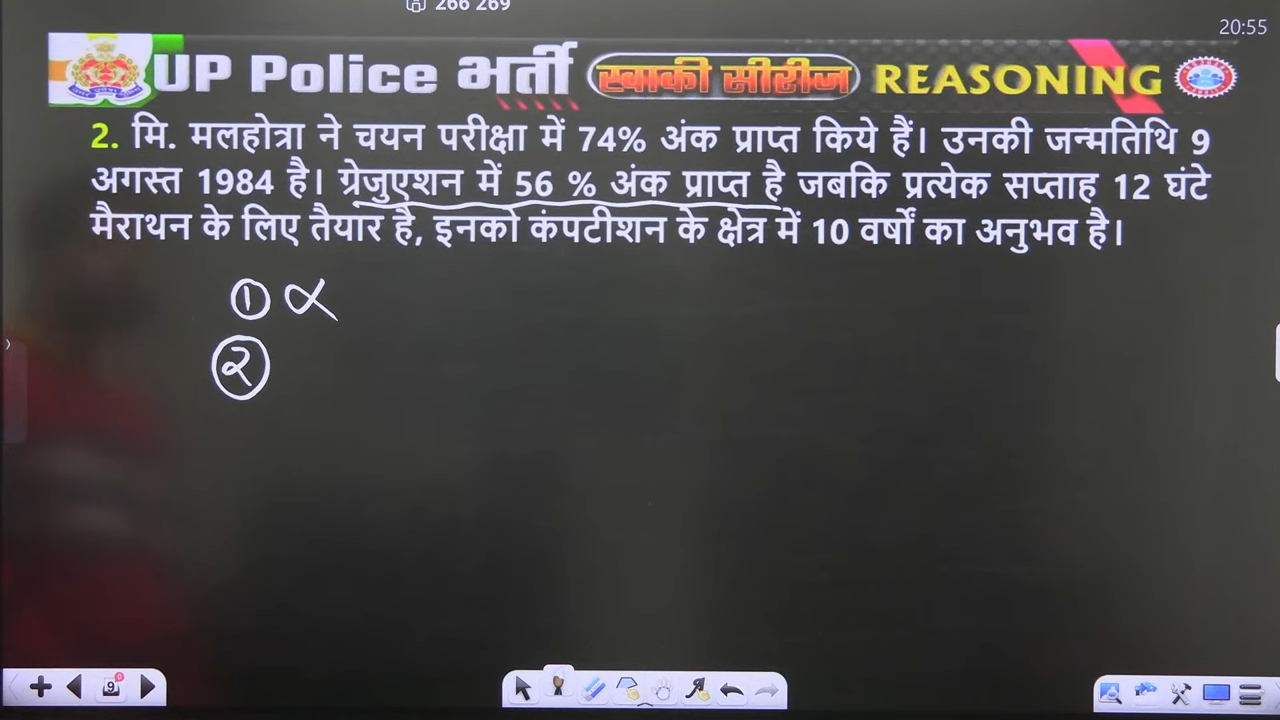 266 269
20:55
UP Police भर्ती खाकी सीरीज REASONING
2. मि. मलहोत्रा ने चयन परीक्षा में 74% अंक प्राप्त किये हैं। उनकी जन्मतिथि 9
अगस्त 1984 है। ग्रेजुएशन में 56 % अंक प्राप्त है जबकि प्रत्येक सप्ताह 12 घंटे
मैराथन के लिए तैयार है, इनको कंपटीशन के क्षेत्र में 10 वर्षों का अनुभव है।
① ∝
②
9